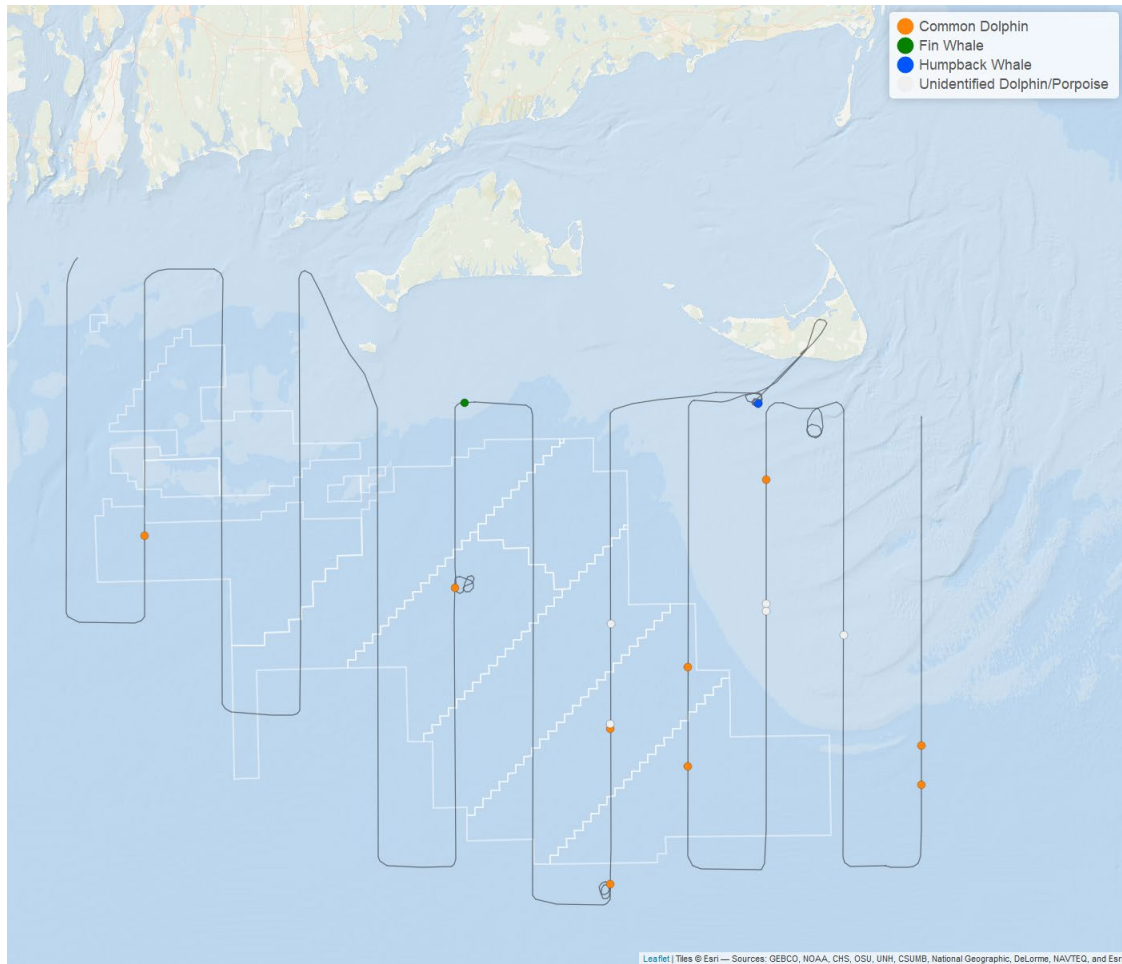 Common Dolphin
Fin Whale
Humpback Whale
Unidentified Dolphin/Porpoise
Leaflet | Tiles © Esri — Sources: GEBCO, NOAA, CHS, OSU, UNH, CSUMB, National Geographic, DeLorme, NAVTEQ, and Esr